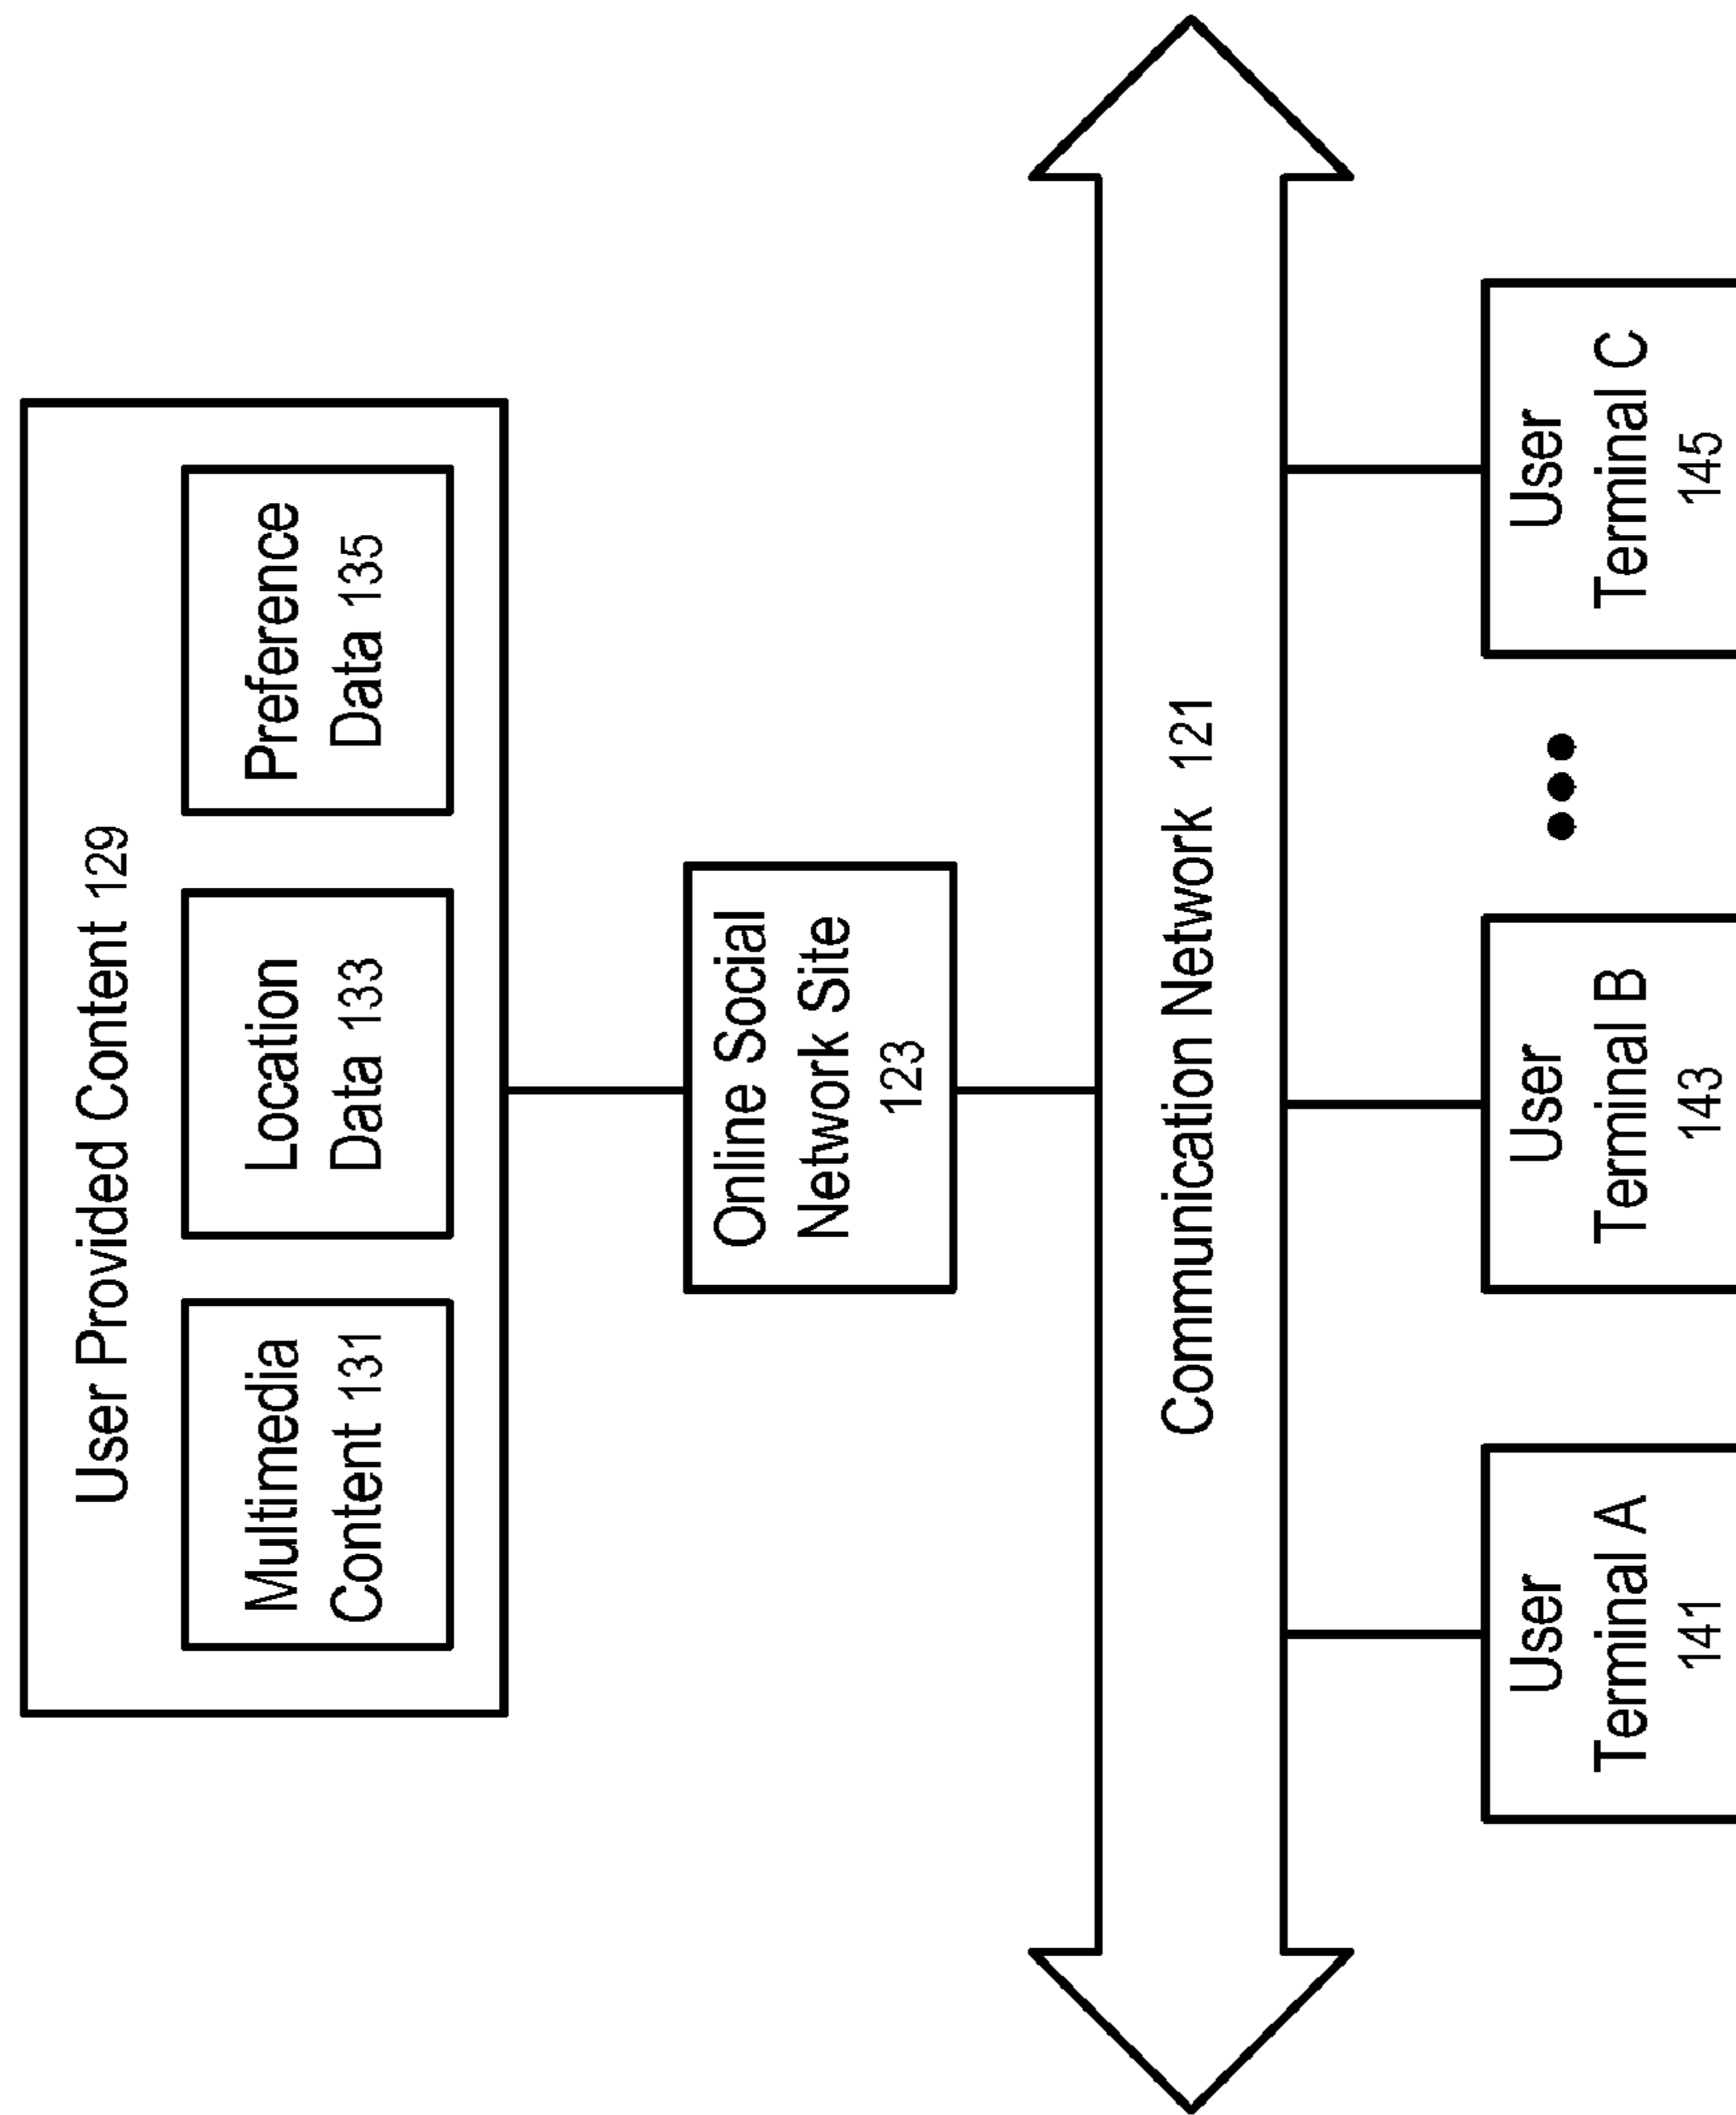 User Provided Content 129
Multimedia
Content 131
Location
Data 133
Preference
Data 135
Online Social
Network Site
123
Communication Network 121
User
Terminal A
141
User
Terminal B
143
User
Terminal C
145